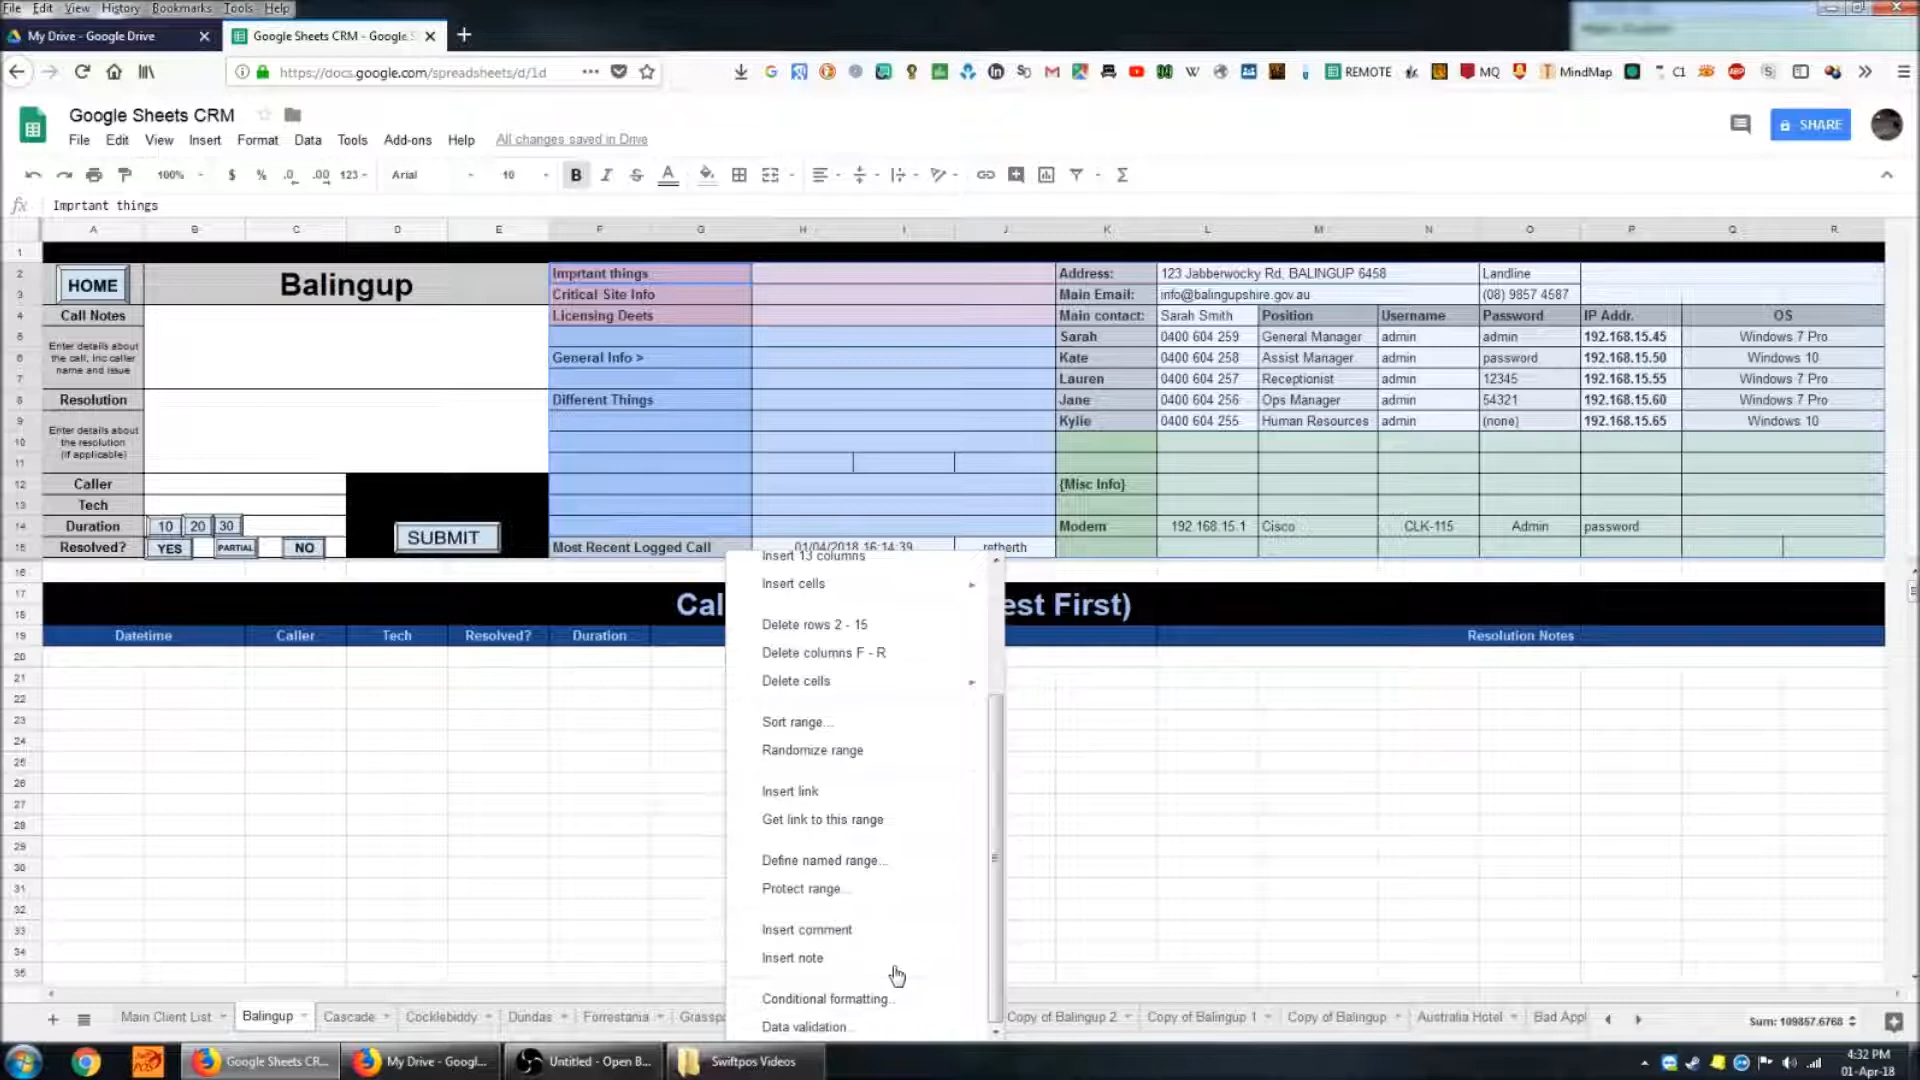 File Edit View History Bookmarks Tools Help
My Drive - Google Drive
Google Sheets CRM - Google S
https://docs.google.com/spreadsheets/d/1d
REMOTE
MQ
MindMap
C1
Google Sheets CRM
File Edit View Insert Format Data Tools Add-ons Help All changes saved in Drive
SHARE
100% $ % .0 .00 123 Arial 10 B I S A
fx Imprtant things
A B C D E F G H I J K L M N O P Q R
1
2 HOME Balingup Imprtant things Address: 123 Jabberwocky Rd, BALINGUP 6458 Landline
3 Critical Site Info Main Email: info@balingupshire.gov.au (08) 9857 4587
4 Call Notes Licensing Deets Main contact: Sarah Smith Position Username Password IP Addr. OS
5 Enter details about Sarah 0400 604 259 General Manager admin admin 192.168.15.45 Windows 7 Pro
6 the call, inc caller General Info > Kate 0400 604 258 Assist Manager admin password 192.168.15.50 Windows 10
7 name and issue Lauren 0400 604 257 Receptionist admin 12345 192.168.15.55 Windows 7 Pro
8 Resolution Different Things Jane 0400 604 256 Ops Manager admin 54321 192.168.15.60 Windows 7 Pro
9 Enter details about Kylie 0400 604 255 Human Resources admin (none) 192.168.15.65 Windows 10
10 the resolution
11 (if applicable)
12 Caller {Misc Info}
13 Tech
14 Duration 10 20 30 SUBMIT Modem 192.168.15.1 Cisco CLK-115 Admin password
15 Resolved? YES PARTIAL NO Most Recent Logged Call 01/04/2018 16:14:39 retherth
16
17
18 Cal est First)
19 Datetime Caller Tech Resolved? Duration Resolution Notes
20
21
22
23
24
25
26
27
28
29
30
31
32
33
34
35
Insert 13 columns
Insert cells
Delete rows 2 - 15
Delete columns F - R
Delete cells
Sort range...
Randomize range
Insert link
Get link to this range
Define named range...
Protect range...
Insert comment
Insert note
Conditional formatting...
Data validation...
Main Client List Balingup Cascade Cocklebiddy Dundas Forrestania Grassp Copy of Balingup 2 Copy of Balingup 1 Copy of Balingup Australia Hotel Bad Appl Sum: 109857.6768
Google Sheets CR... My Drive - Googl... Untitled - Open B... Swiftpos Videos
4:32 PM
01-Apr-18